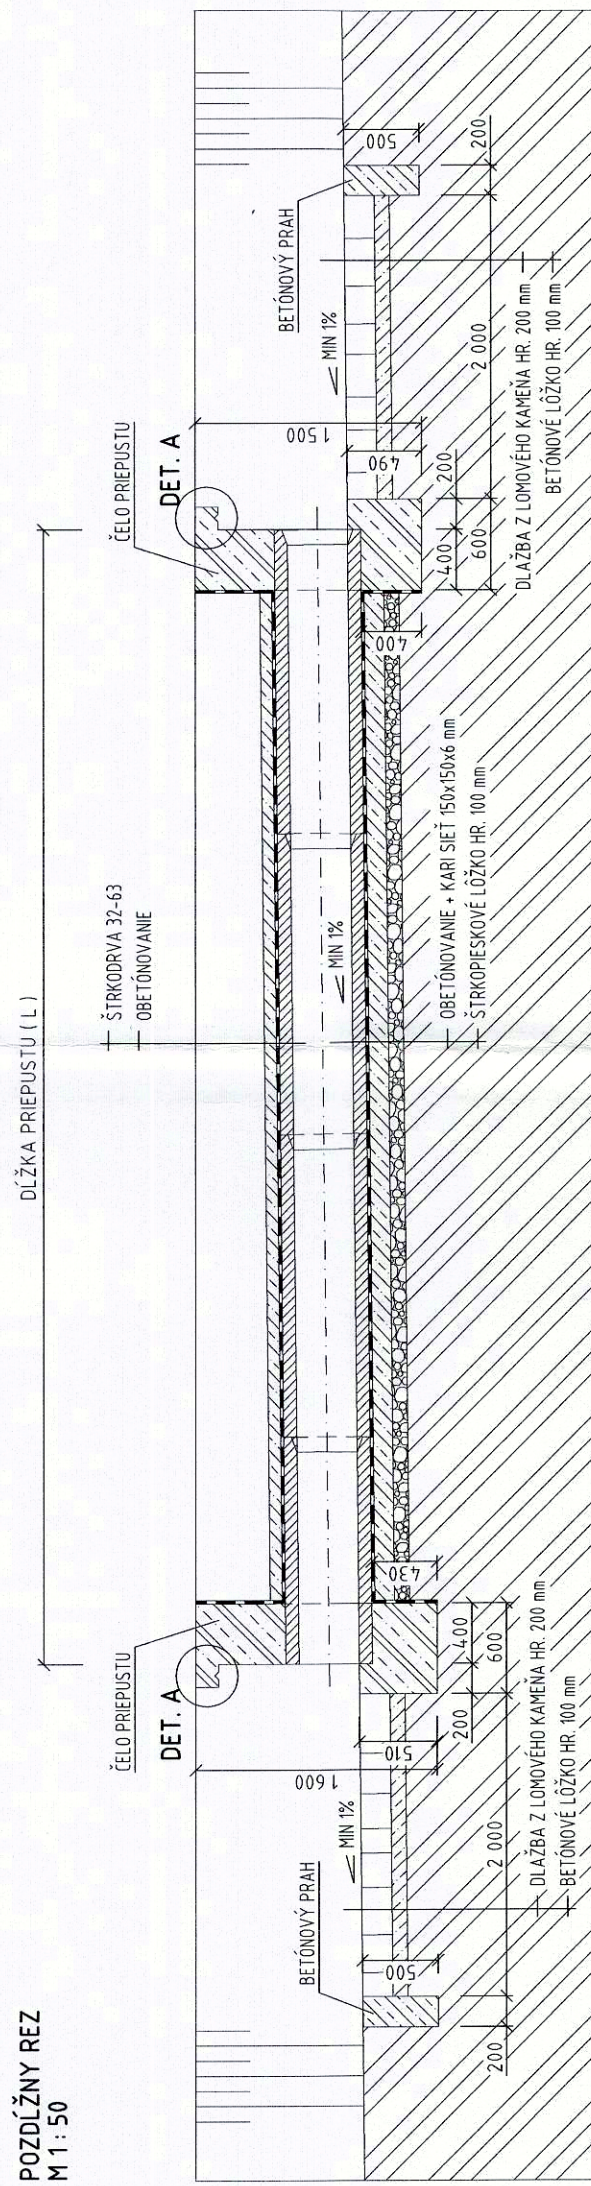 POZDĹŽNY REZ
M 1 : 50
DĹŽKA PRIEPUSTU ( L )
ŠTRKODRVA 32-63
OBETÓNOVANIE
ČELO PRIEPUSTU
DET. A
ČELO PRIEPUSTU
DET. A
BETÓNOVÝ PRAH
BETÓNOVÝ PRAH
MIN 1%
MIN 1%
MIN 1%
1 600
510
500
430
200
2 000
200
400
600
1 500
490
500
400
400
200
600
2 000
200
DLAŽBA Z LOMOVÉHO KAMEŇA HR. 200 mm
BETÓNOVÉ LÔŽKO HR. 100 mm
OBETÓNOVANIE + KARI SIEŤ 150x150x6 mm
ŠTRKOPIESKOVÉ LÔŽKO HR. 100 mm
DLAŽBA Z LOMOVÉHO KAMEŇA HR. 200 mm
BETÓNOVÉ LÔŽKO HR. 100 mm